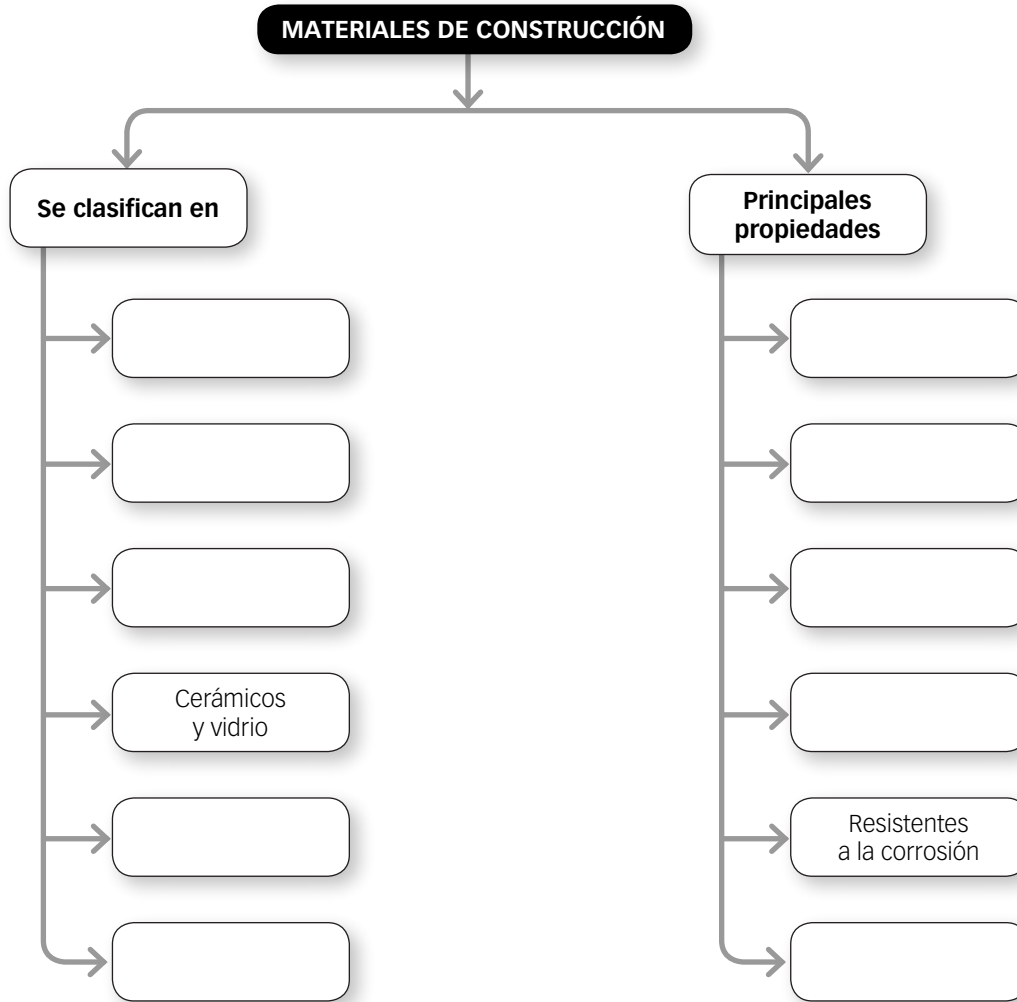 MATERIALES DE CONSTRUCCIÓN
Se clasifican en
Principales
propiedades
Cerámicos
y vidrio
Resistentes
a la corrosión